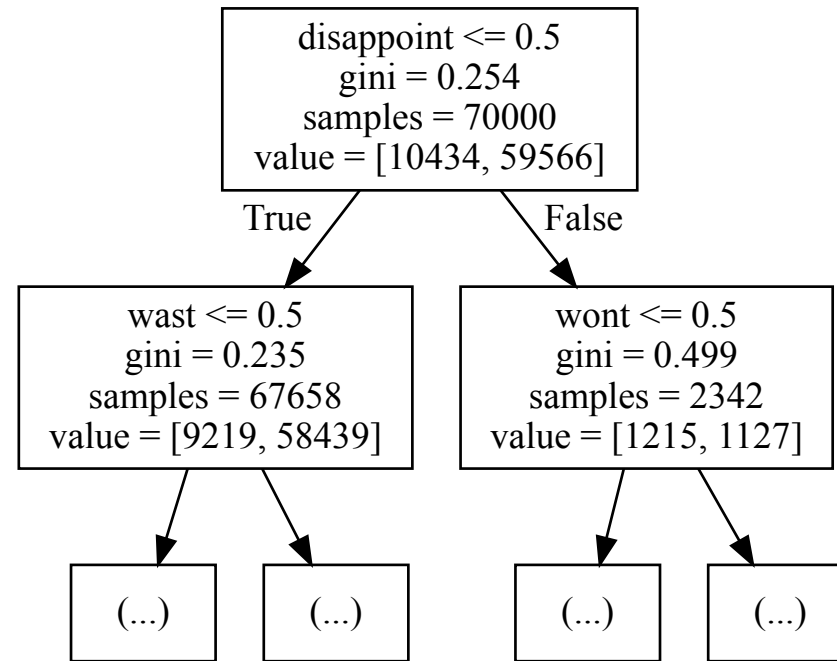 disappoint <= 0.5
gini = 0.254
samples = 70000
value = [10434, 59566]
True
False
wast <= 0.5
gini = 0.235
samples = 67658
value = [9219, 58439]
wont <= 0.5
gini = 0.499
samples = 2342
value = [1215, 1127]
(...)
(...)
(...)
(...)